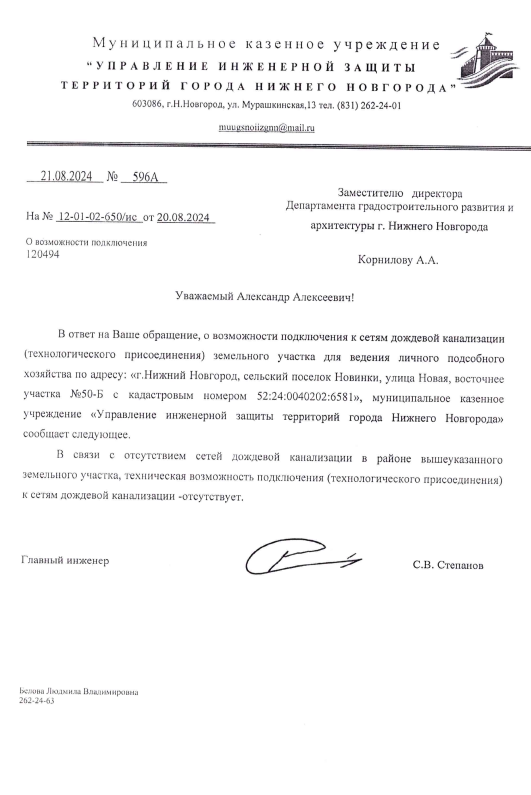 Муниципальное казенное учреждение
“УПРАВЛЕНИЕ ИНЖЕНЕРНОЙ ЗАЩИТЫ
ТЕРРИТОРИЙ ГОРОДА НИЖНЕГО НОВГОРОДА”
603086, г.Н.Новгород, ул. Мурашкинская,13 тел. (831) 262-24-01
muugsnoiizgnn@mail.ru
21.08.2024 № 596А
Заместителю директора
Департамента градостроительного развития и
архитектуры г. Нижнего Новгорода
На № 12-01-02-650/ис от 20.08.2024
О возможности подключения
120494
Корнилову А.А.
Уважаемый Александр Алексеевич!
В ответ на Ваше обращение, о возможности подключения к сетям дождевой канализации
(технологического присоединения) земельного участка для ведения личного подсобного
хозяйства по адресу: «г.Нижний Новгород, сельский поселок Новинки, улица Новая, восточнее
участка №50-Б с кадастровым номером 52:24:0040202:6581», муниципальное казенное
учреждение «Управление инженерной защиты территорий города Нижнего Новгорода»
сообщает следующее.
В связи с отсутствием сетей дождевой канализации в районе вышеуказанного
земельного участка, техническая возможность подключения (технологического присоединения)
к сетям дождевой канализации -отсутствует.
Главный инженер
С.В. Степанов
Белова Людмила Владимировна
262-24-63